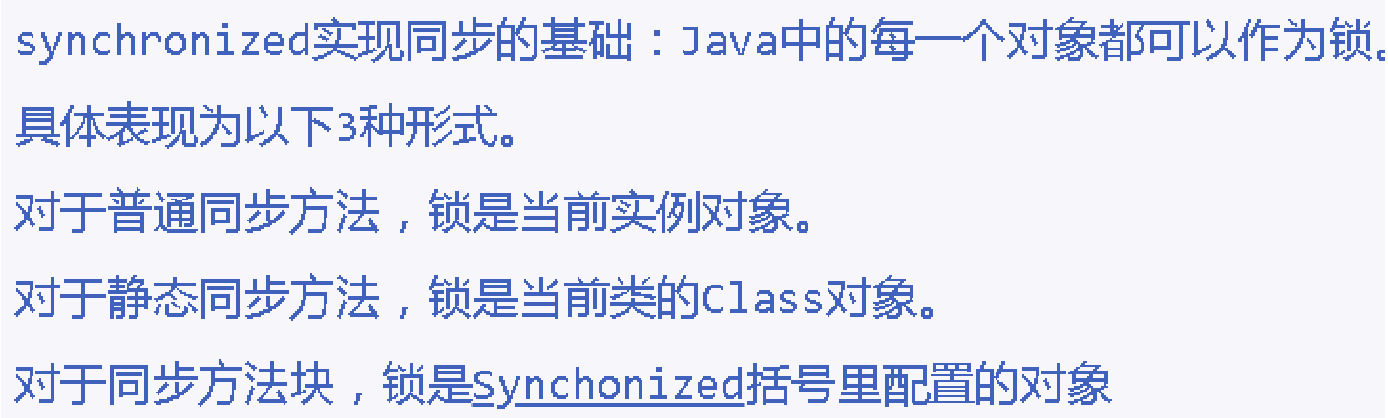 synchronized实现同步的基础：Java中的每一个对象都可以作为锁。
具体表现为以下3种形式。
对于普通同步方法，锁是当前实例对象。
对于静态同步方法，锁是当前类的Class对象。
对于同步方法块，锁是Synchonized括号里配置的对象